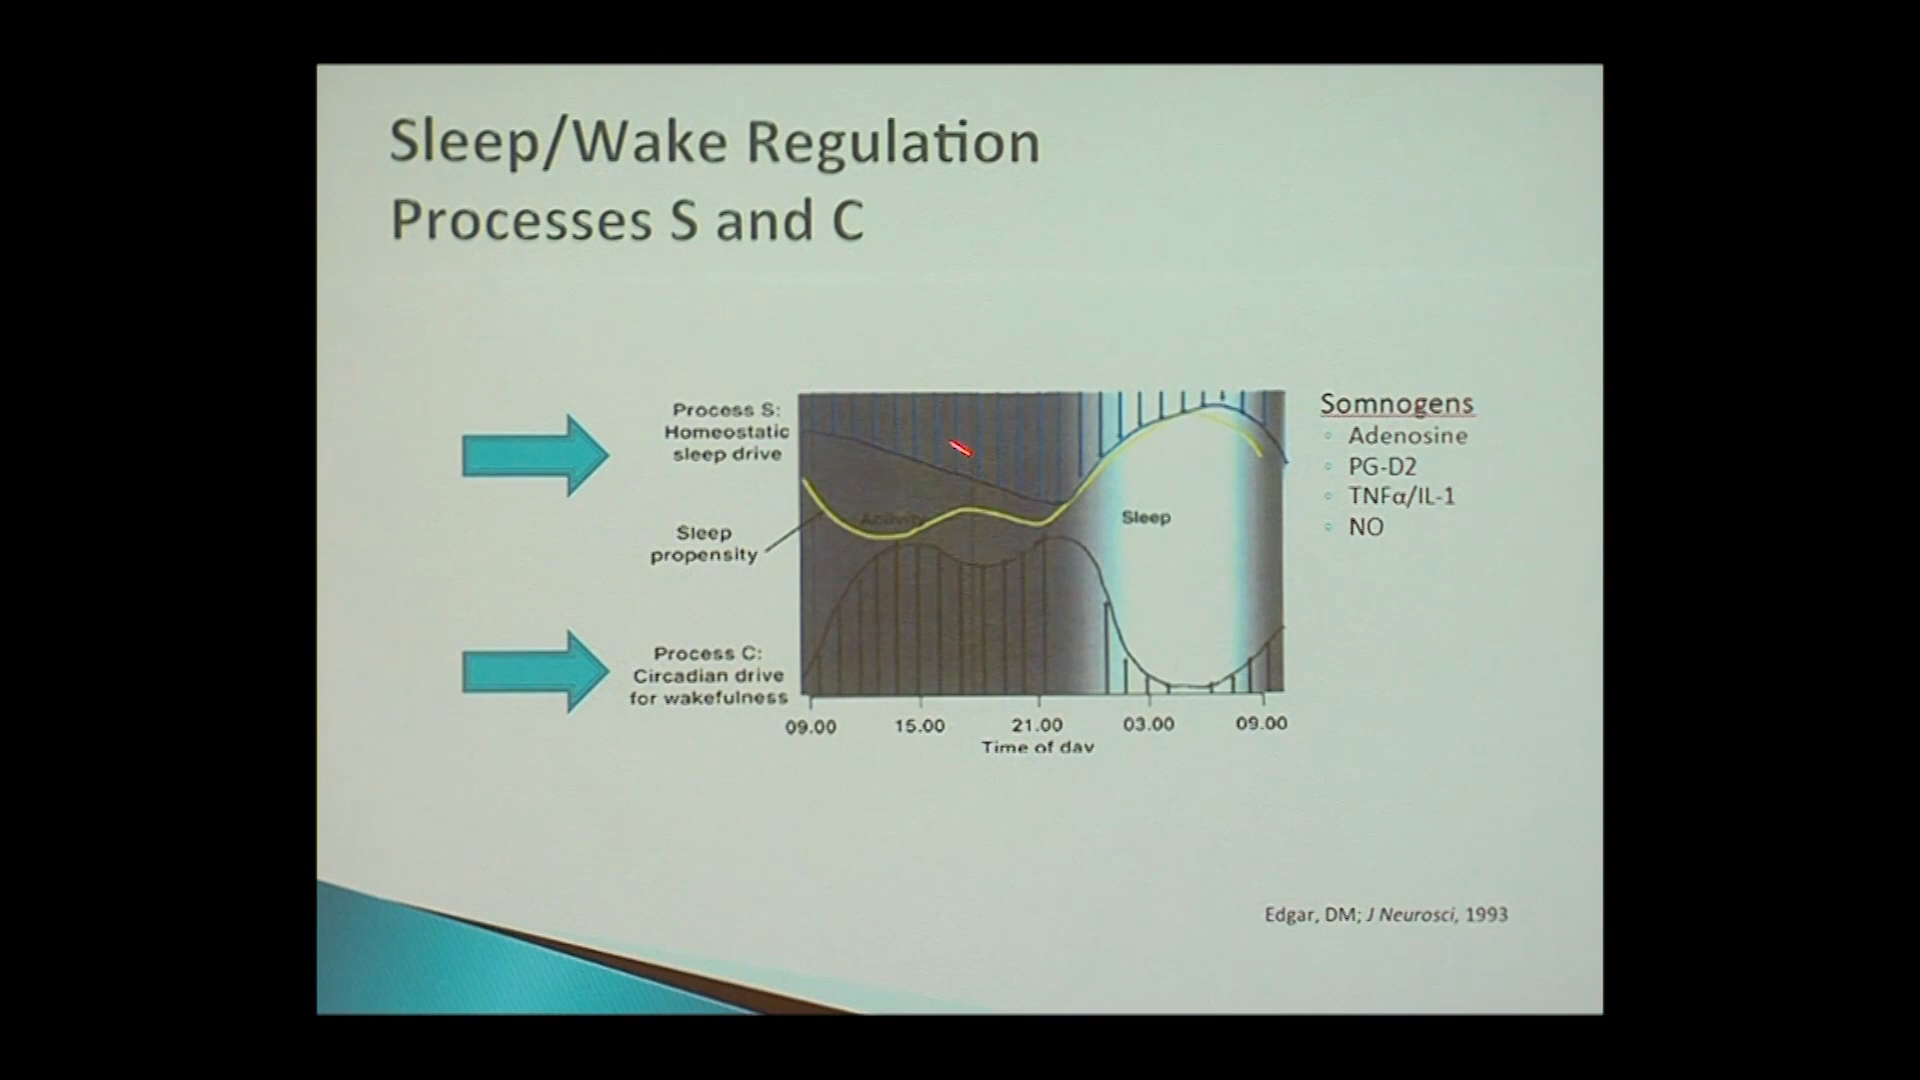 Sleep/Wake Regulation
Processes S and C
Process S:
Homeostatic
sleep drive
Sleep
propensity
Process C:
Circadian drive
for wakefulness
Activity
Sleep
09.00 15.00 21.00 03.00 09.00
Time of day
Somnogens
Adenosine
PG-D2
TNFα/IL-1
NO
Edgar, DM; J Neurosci, 1993